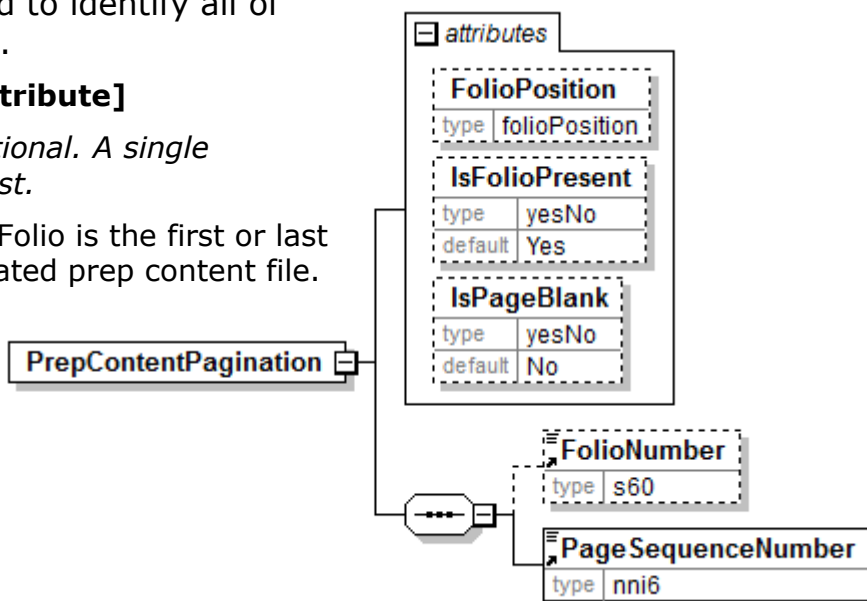 d to identify all of
.
tribute]
tional. A single
st.
Folio is the first or last
ated prep content file.
attributes
FolioPosition
type folioPosition
IsFolioPresent
type yesNo
default Yes
IsPageBlank
type yesNo
default No
PrepContentPagination
FolioNumber
type s60
PageSequenceNumber
type nni6